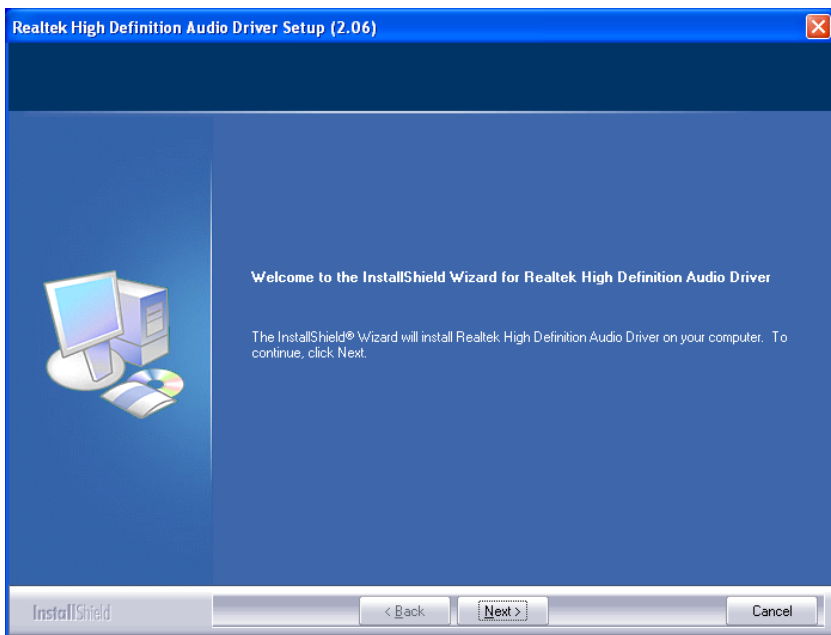 Realtek High Definition Audio Driver Setup (2.06)
Welcome to the InstallShield Wizard for Realtek High Definition Audio Driver
The InstallShield® Wizard will install Realtek High Definition Audio Driver on your computer. To
continue, click Next.
InstallShield
< Back
Next >
Cancel